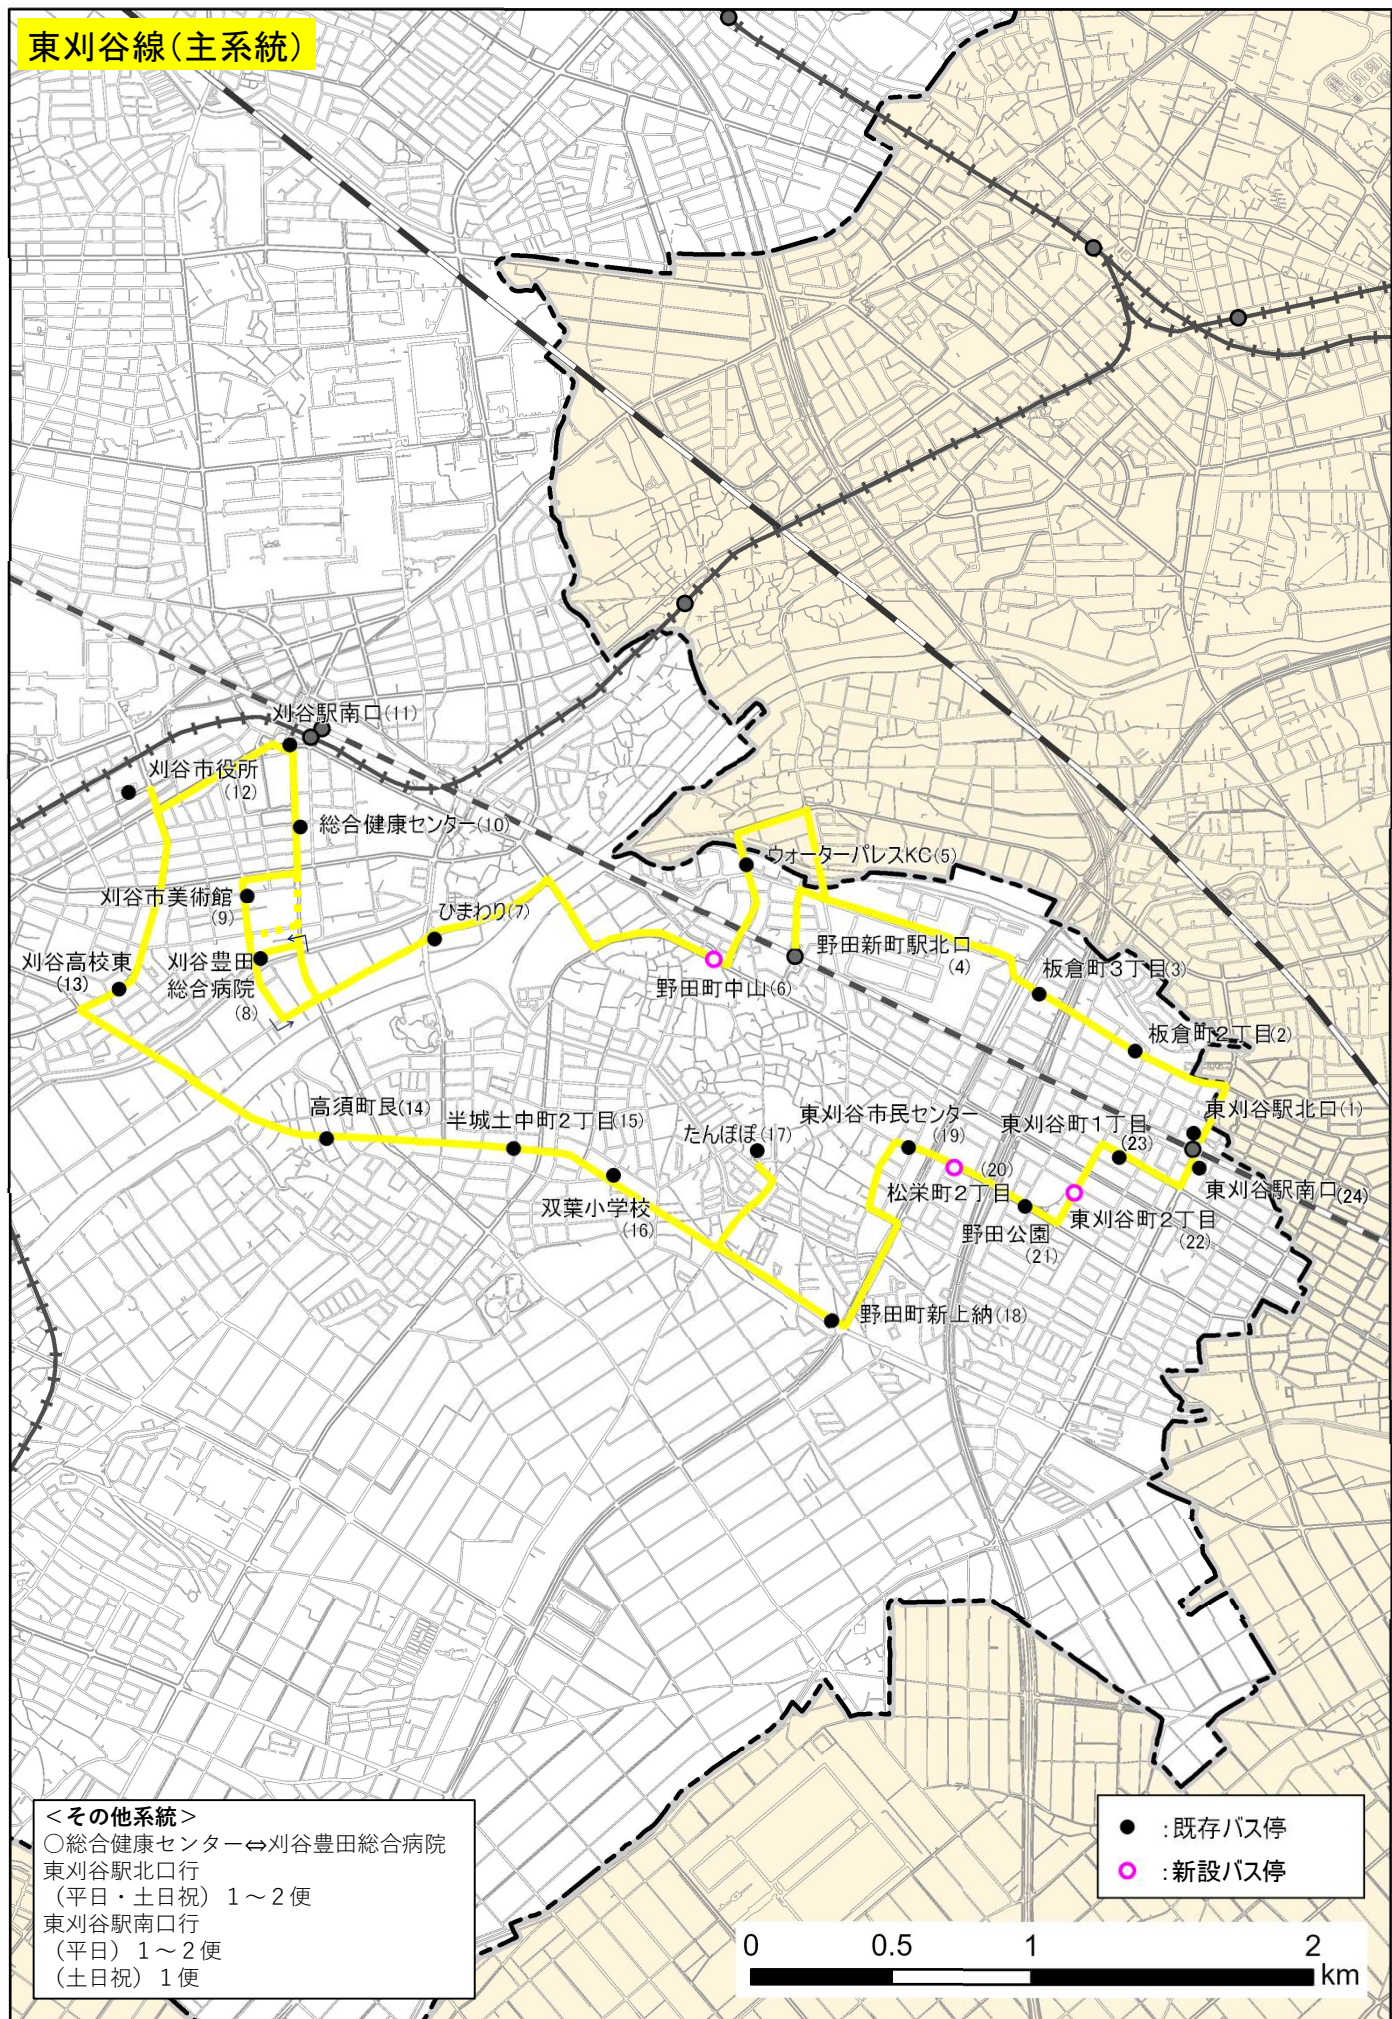 東刈谷線(主系統)
刈谷駅南口(11)
刈谷市役所
(12)
総合健康センター(10)
ウォーターパレスKC(5)
刈谷市美術館
(9)
ひまわり(7)
刈谷高校東
(13)
刈谷豊田
総合病院
(8)
野田新町駅北口
(4)
野田町中山(6)
板倉町3丁目(3)
板倉町2丁目(2)
高須町艮(14)
半城土中町2丁目(15)
たんぽぽ(17)
東刈谷市民センター
(19)
東刈谷町1丁目
(23)
東刈谷駅北口(1)
(20)
松栄町2丁目
双葉小学校
(16)
野田公園
(21)
東刈谷町2丁目
(22)
東刈谷駅南口(24)
野田町新上納(18)
<その他系統>
○総合健康センター⇔刈谷豊田総合病院
東刈谷駅北口行
(平日・土日祝)1~2便
東刈谷駅南口行
(平日)1~2便
(土日祝)1便
:既存バス停
:新設バス停
0 0.5 1 2
km